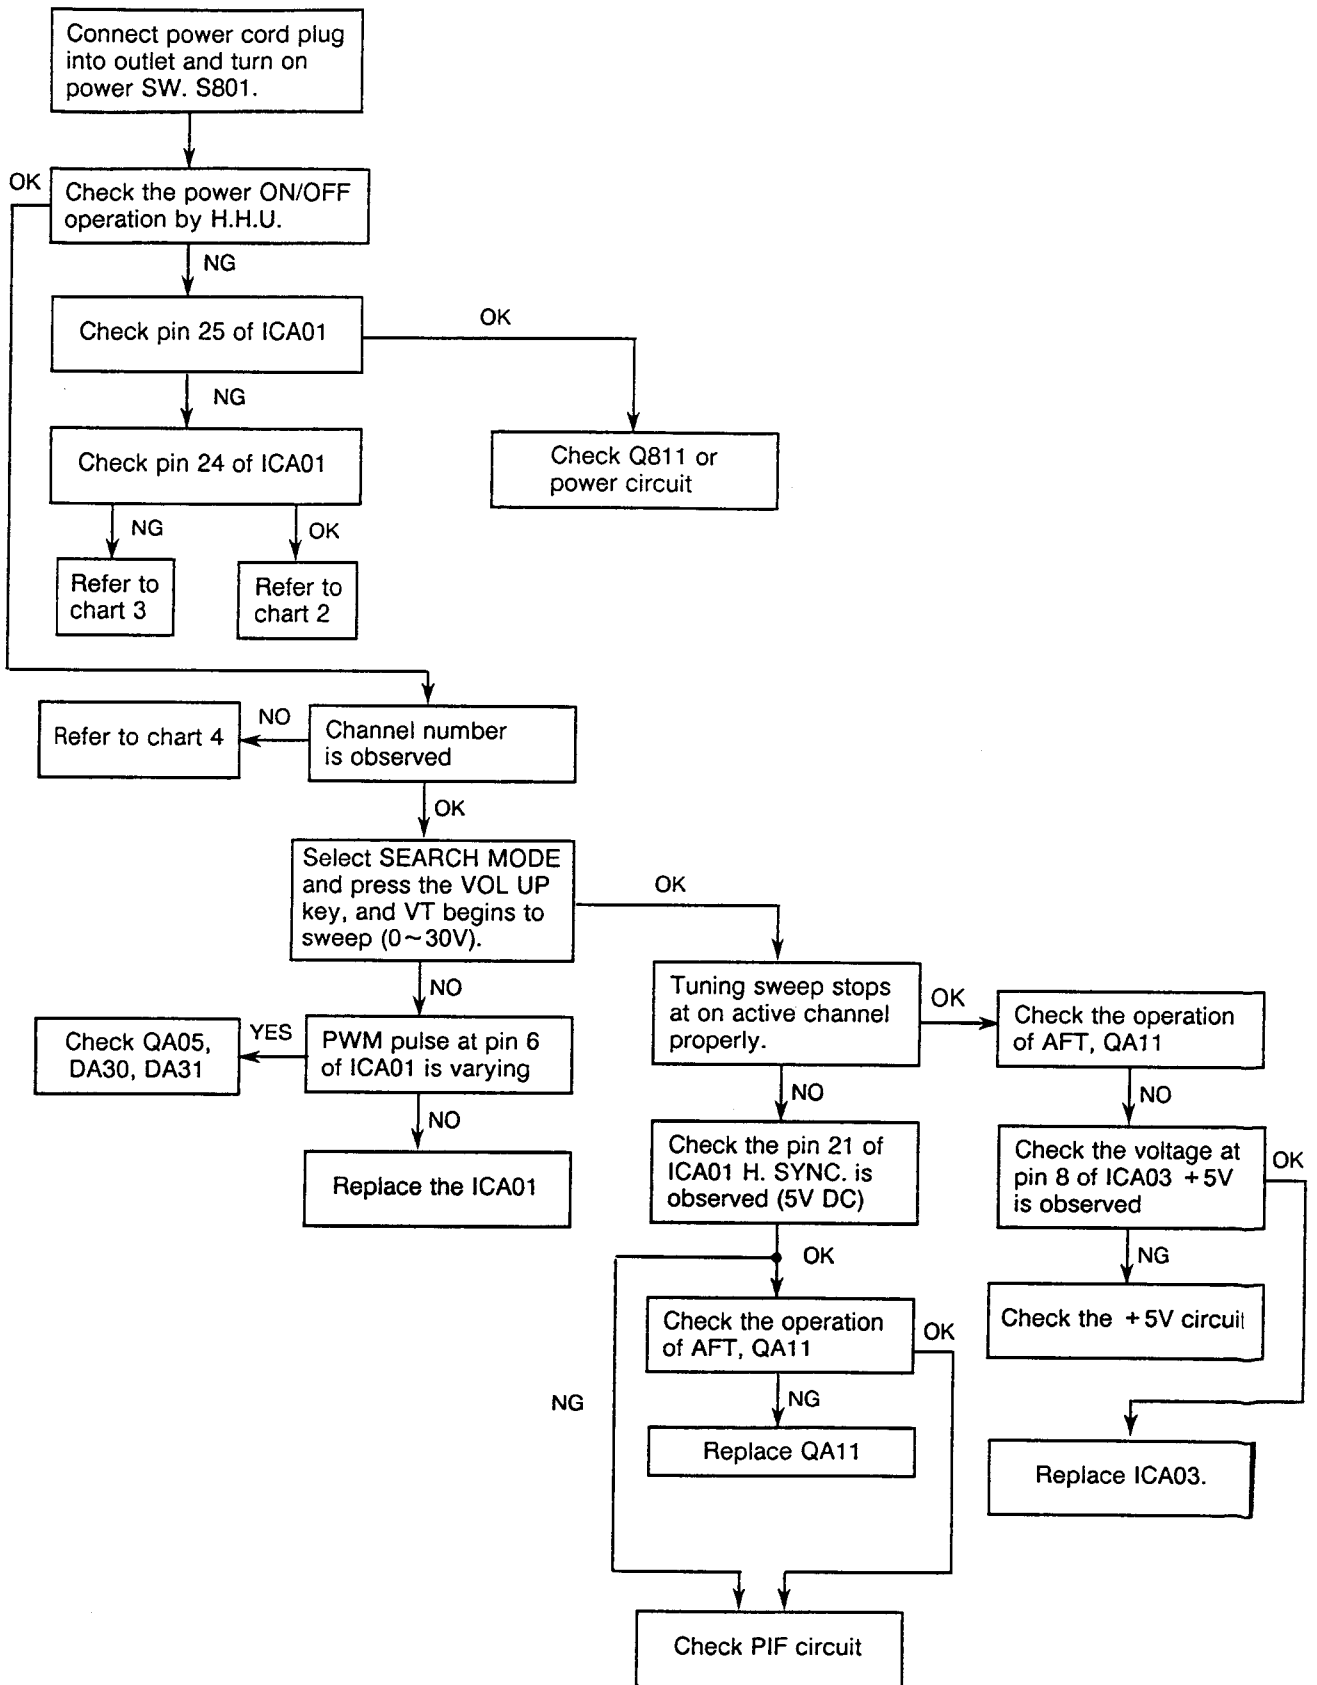 Connect power cord plug
into outlet and turn on
power SW. S801.
OK
Check the power ON/OFF
operation by H.H.U.
NG
Check pin 25 of ICA01
OK
NG
Check pin 24 of ICA01
Check Q811 or
power circuit
NG
OK
Refer to
chart 3
Refer to
chart 2
Refer to chart 4
NO
Channel number
is observed
OK
Select SEARCH MODE
and press the VOL UP
key, and VT begins to
sweep (0~30V).
OK
NO
Check QA05,
DA30, DA31
YES
PWM pulse at pin 6
of ICA01 is varying
NO
Replace the ICA01
Tuning sweep stops
at on active channel
properly.
OK
Check the operation
of AFT, QA11
NO
NO
Check the pin 21 of
ICA01 H. SYNC. is
observed (5V DC)
Check the voltage at
pin 8 of ICA03 +5V
is observed
OK
OK
NG
Check the operation
of AFT, QA11
OK
Check the +5V circuit
NG
NG
Replace QA11
Replace ICA03.
Check PIF circuit